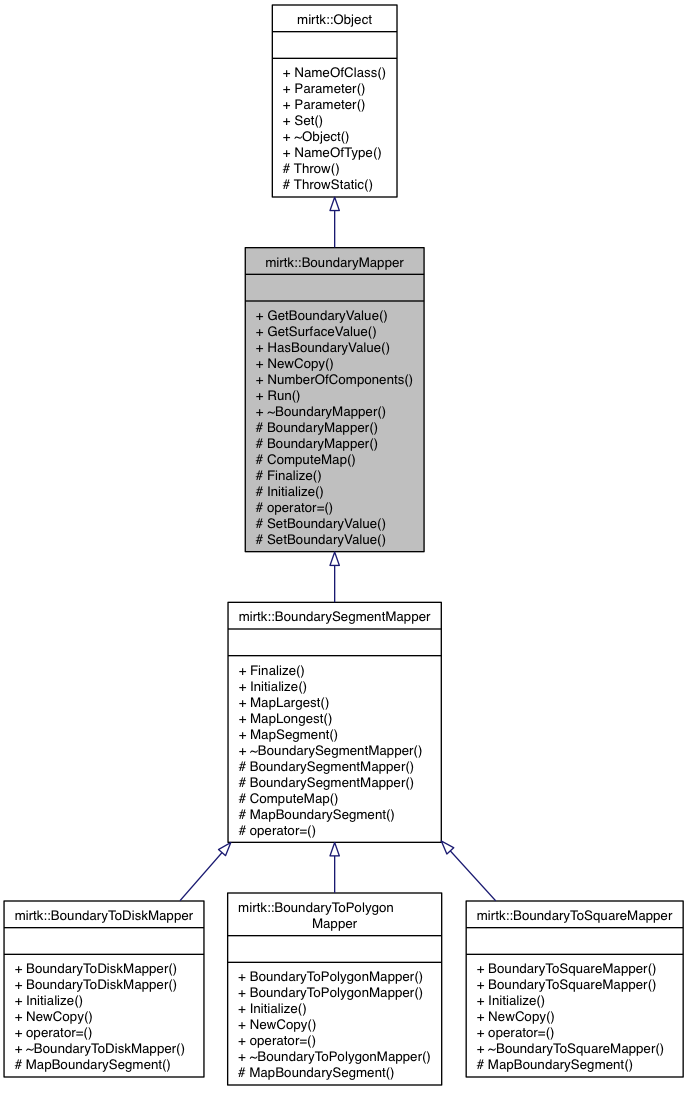 mirtk::Object
+ NameOfClass()
+ Parameter()
+ Parameter()
+ Set()
+ ~Object()
+ NameOfType()
# Throw()
# ThrowStatic()
mirtk::BoundaryMapper
+ GetBoundaryValue()
+ GetSurfaceValue()
+ HasBoundaryValue()
+ NewCopy()
+ NumberOfComponents()
+ Run()
+ ~BoundaryMapper()
# BoundaryMapper()
# BoundaryMapper()
# ComputeMap()
# Finalize()
# Initialize()
# operator=()
# SetBoundaryValue()
# SetBoundaryValue()
mirtk::BoundarySegmentMapper
+ Finalize()
+ Initialize()
+ MapLargest()
+ MapLongest()
+ MapSegment()
+ ~BoundarySegmentMapper()
# BoundarySegmentMapper()
# BoundarySegmentMapper()
# ComputeMap()
# MapBoundarySegment()
# operator=()
mirtk::BoundaryToDiskMapper
+ BoundaryToDiskMapper()
+ BoundaryToDiskMapper()
+ Initialize()
+ NewCopy()
+ operator=()
+ ~BoundaryToDiskMapper()
# MapBoundarySegment()
mirtk::BoundaryToPolygon
Mapper
+ BoundaryToPolygonMapper()
+ BoundaryToPolygonMapper()
+ Initialize()
+ NewCopy()
+ operator=()
+ ~BoundaryToPolygonMapper()
# MapBoundarySegment()
mirtk::BoundaryToSquareMapper
+ BoundaryToSquareMapper()
+ BoundaryToSquareMapper()
+ Initialize()
+ NewCopy()
+ operator=()
+ ~BoundaryToSquareMapper()
# MapBoundarySegment()